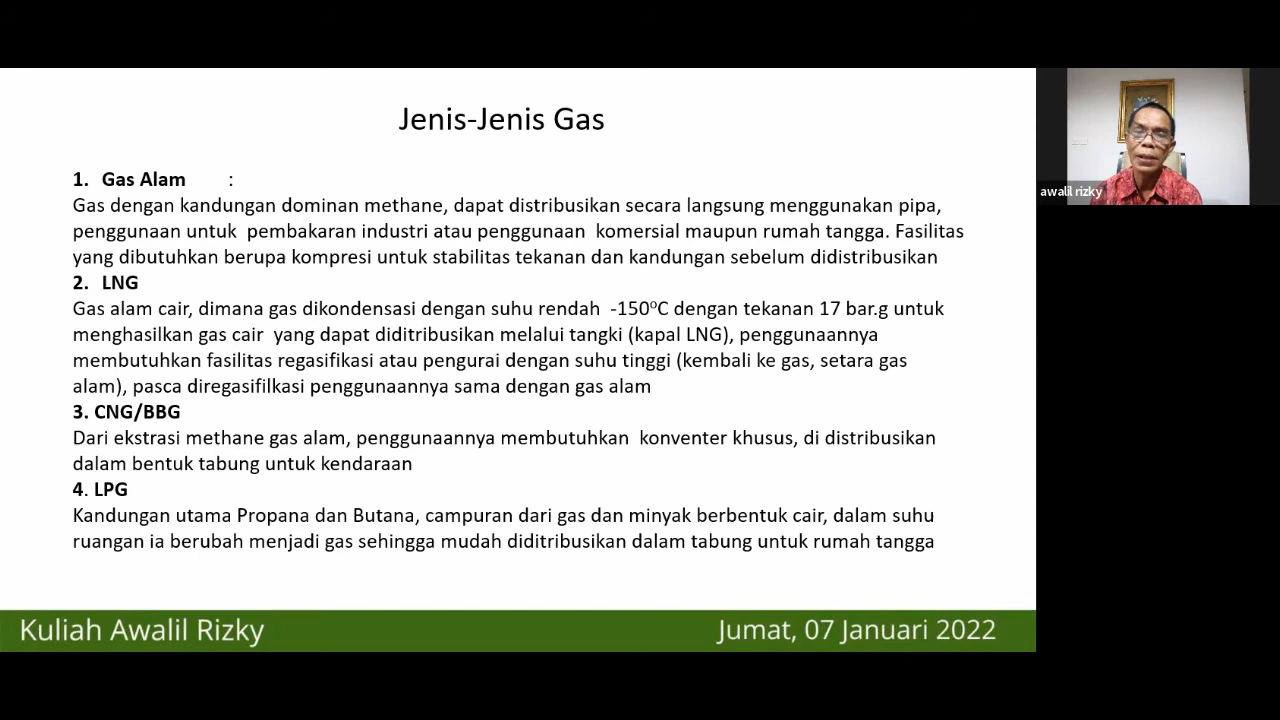 Jenis-Jenis Gas
1. Gas Alam :
Gas dengan kandungan dominan methane, dapat distribusikan secara langsung menggunakan pipa,
penggunaan untuk pembakaran industri atau penggunaan komersial maupun rumah tangga. Fasilitas
yang dibutuhkan berupa kompresi untuk stabilitas tekanan dan kandungan sebelum didistribusikan
2. LNG
Gas alam cair, dimana gas dikondensasi dengan suhu rendah -150°C dengan tekanan 17 bar.g untuk
menghasilkan gas cair yang dapat diditribusikan melalui tangki (kapal LNG), penggunaannya
membutuhkan fasilitas regasifikasi atau pengurai dengan suhu tinggi (kembali ke gas, setara gas
alam), pasca diregasifilkasi penggunaannya sama dengan gas alam
3. CNG/BBG
Dari ekstrasi methane gas alam, penggunaannya membutuhkan konventer khusus, di distribusikan
dalam bentuk tabung untuk kendaraan
4. LPG
Kandungan utama Propana dan Butana, campuran dari gas dan minyak berbentuk cair, dalam suhu
ruangan ia berubah menjadi gas sehingga mudah diditribusikan dalam tabung untuk rumah tangga
Kuliah Awalil Rizky
Jumat, 07 Januari 2022
awalil rizky